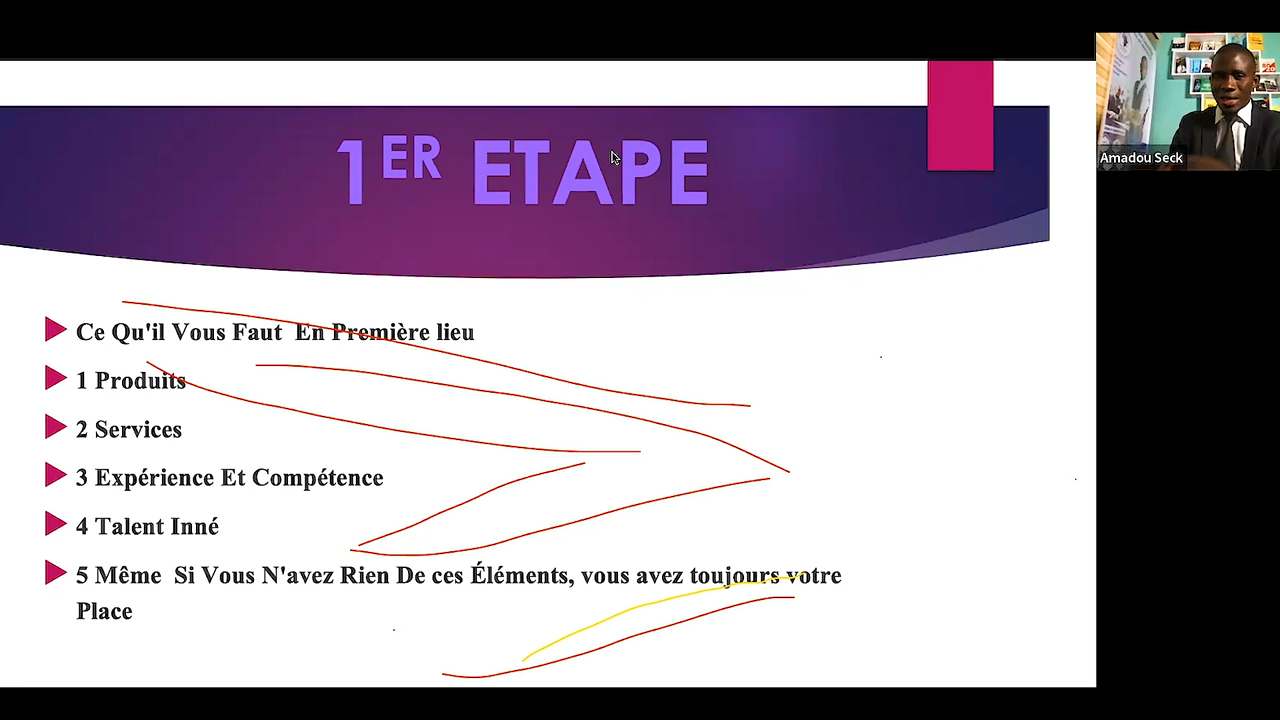 1ER ETAPE
Ce Qu'il Vous Faut En Première lieu
1 Produits
2 Services
3 Expérience Et Compétence
4 Talent Inné
5 Même Si Vous N'avez Rien De ces Éléments, vous avez toujours votre
Place
Amadou Seck